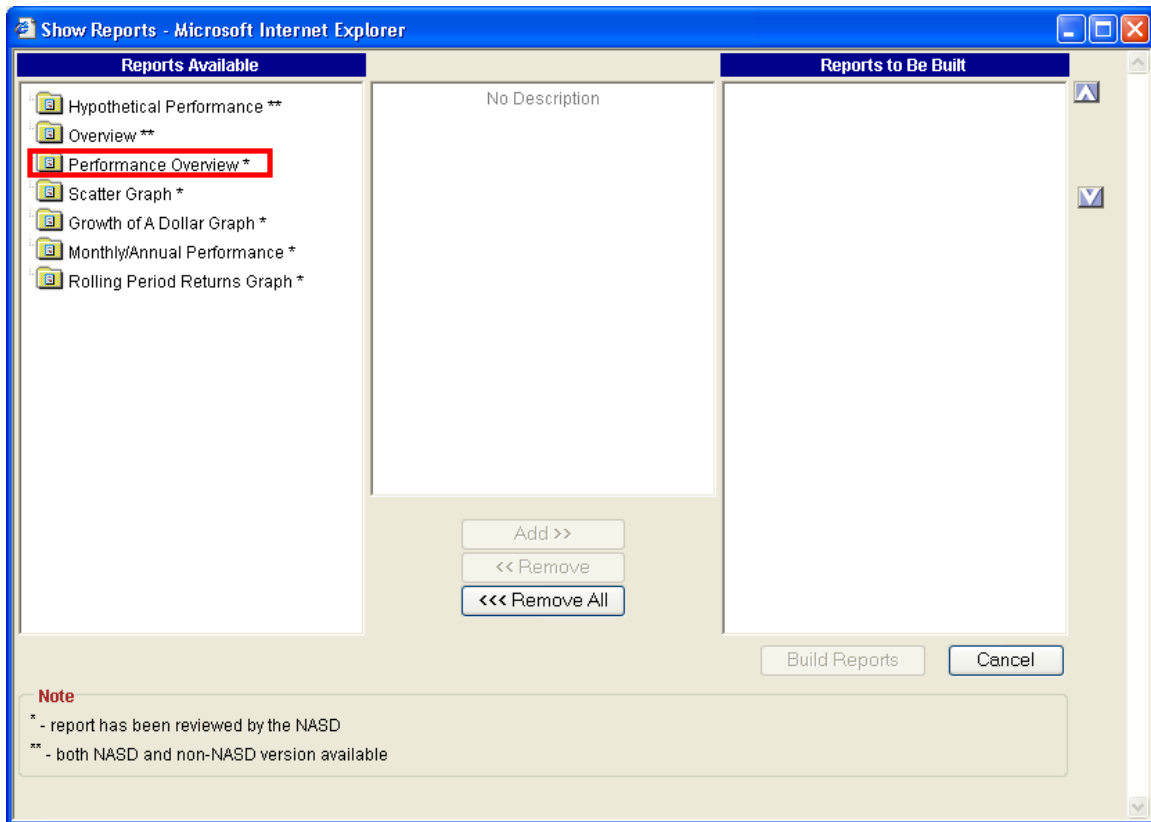 Show Reports - Microsoft Internet Explorer
Reports Available
Reports to Be Built
Hypothetical Performance **
Overview **
Performance Overview *
Scatter Graph *
Growth of A Dollar Graph *
Monthly/Annual Performance *
Rolling Period Returns Graph *
No Description
Add >>
<< Remove
<<< Remove All
Build Reports
Cancel
Note
* - report has been reviewed by the NASD
** - both NASD and non-NASD version available